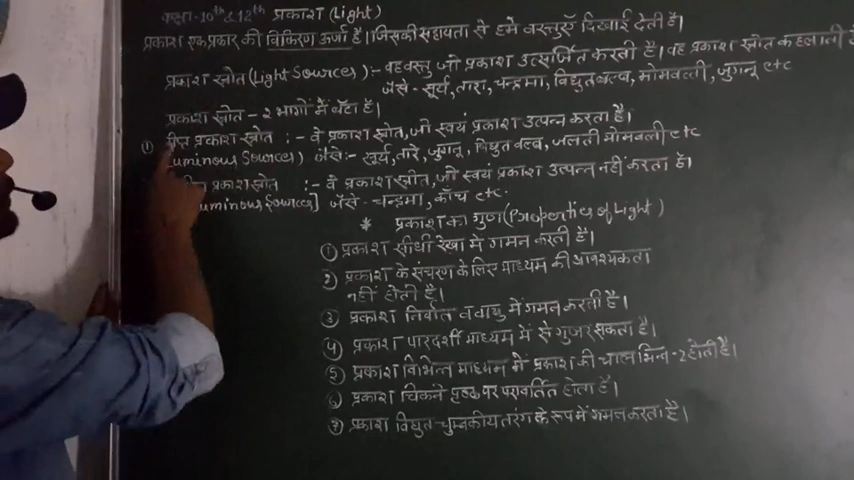 कक्षा-10th & 12th प्रकाश (Light)
प्रकाश एक प्रकार की विकिरण ऊर्जा है। जिसकी सहायता से हमें वस्तुएँ दिखाई देती है।
प्रकाश स्रोत (Light Sources) :- वह वस्तु जो प्रकाश उत्सर्जित करती है। वह प्रकाश स्रोत कहलाती है
जैसे - सूर्य, तारा, चन्द्रमा, विद्युत बल्ब, मोमबत्ती, जुगनू etc
प्रकाश स्रोत - 2 भागों में बँटा है।
① दीप्त प्रकाश स्रोत :- वे प्रकाश स्रोत, जो स्वयं प्रकाश उत्पन्न करता है।
Luminous Sources) जैसे:- सूर्य, तारे, जुगनू, विद्युत बल्ब, जलती मोमबत्ती etc
प्रकाश स्रोत :- वे प्रकाश स्रोत, जो स्वयं प्रकाश उत्पन्न नहीं करता है।
luminous Sources] जैसे - चन्द्रमा, काँच etc.
* प्रकाश का गुण (Properties of Light)
① प्रकाश सीधी रेखा में गमन करती है।
② प्रकाश के संचरण के लिए माध्यम की आवश्यकता
नहीं होती है।
③ प्रकाश निर्वात व वायु में गमन करती है।
④ प्रकाश पारदर्शी माध्यम में से गुजर सकता है।
⑤ प्रकाश विभिन्न माध्यम में प्रकाश की चाल भिन्न-2 होती है।
⑥ प्रकाश चिकने पृष्ठ पर परावर्तित होता है।
⑦ प्रकाश विद्युत-चुम्बकीय तरंग के रूप में गमन करता है।